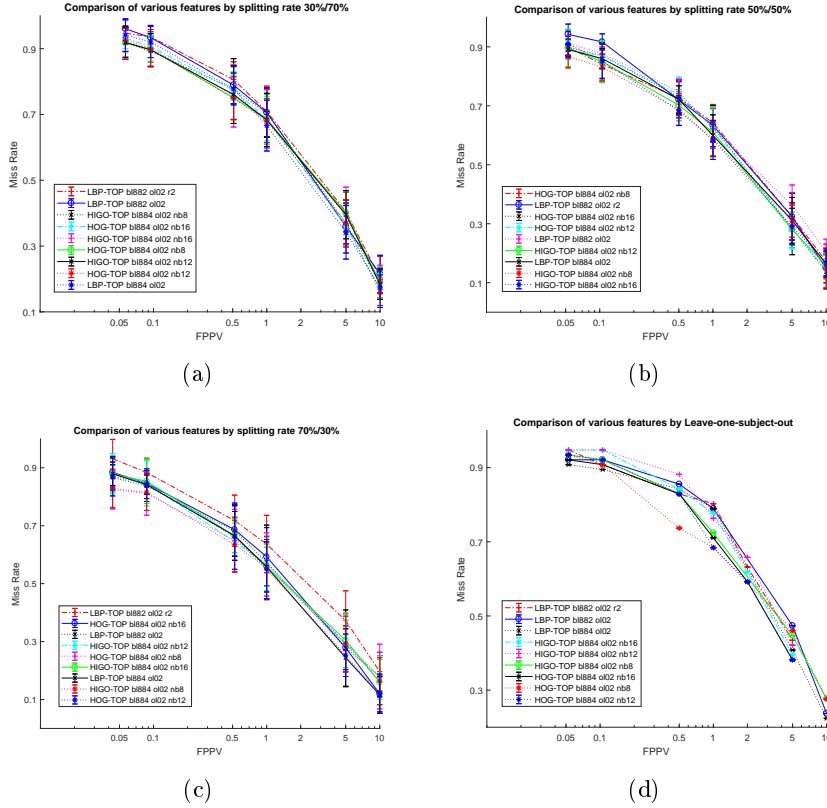 Comparison of various features by splitting rate 30%/70%
0.9
0.7
0.5
0.3
0.1
Miss Rate
LBP-TOP bl882 ol02 r2
LBP-TOP bl882 ol02
HIGO-TOP bl884 ol02 nb8
HIGO-TOP bl884 ol02 nb16
HIGO-TOP bl884 ol02 nb16
HOG-TOP bl884 ol02 nb8
HIGO-TOP bl884 ol02 nb12
HOG-TOP bl884 ol02 nb12
LBP-TOP bl884 ol02
0.05 0.1 0.5 1 5 10
FPPV
(a)
Comparison of various features by splitting rate 50%/50%
0.9
0.7
0.5
0.3
0.1
Miss Rate
HOG-TOP bl884 ol02 nb8
LBP-TOP bl882 ol02 r2
HOG-TOP bl884 ol02 nb16
HOG-TOP bl884 ol02 nb12
LBP-TOP bl882 ol02
HIGO-TOP bl884 ol02 nb12
LBP-TOP bl884 ol02
HIGO-TOP bl884 ol02 nb8
HIGO-TOP bl884 ol02 nb16
0.05 0.1 0.5 1 5 10
FPPV
(b)
Comparison of various features by splitting rate 70%/30%
0.9
0.7
0.5
0.3
0.1
Miss Rate
LBP-TOP bl882 ol02 r2
HOG-TOP bl884 ol02 nb16
LBP-TOP bl882 ol02
HIGO-TOP bl884 ol02 nb12
HOG-TOP bl884 ol02 nb8
HIGO-TOP bl884 ol02 nb16
LBP-TOP bl884 ol02
HIGO-TOP bl884 ol02 nb8
HOG-TOP bl884 ol02 nb12
0.05 0.1 0.5 1 5 10
FPPV
(c)
Comparison of various features by Leave-one-subject-out
0.9
0.7
0.5
0.3
Miss Rate
LBP-TOP bl882 ol02 r2
LBP-TOP bl882 ol02
LBP-TOP bl884 ol02
HIGO-TOP bl884 ol02 nb16
HIGO-TOP bl884 ol02 nb12
HIGO-TOP bl884 ol02 nb8
HOG-TOP bl884 ol02 nb16
HOG-TOP bl884 ol02 nb8
HOG-TOP bl884 ol02 nb12
0.05 0.1 0.5 1 5 10
FPPV
(d)